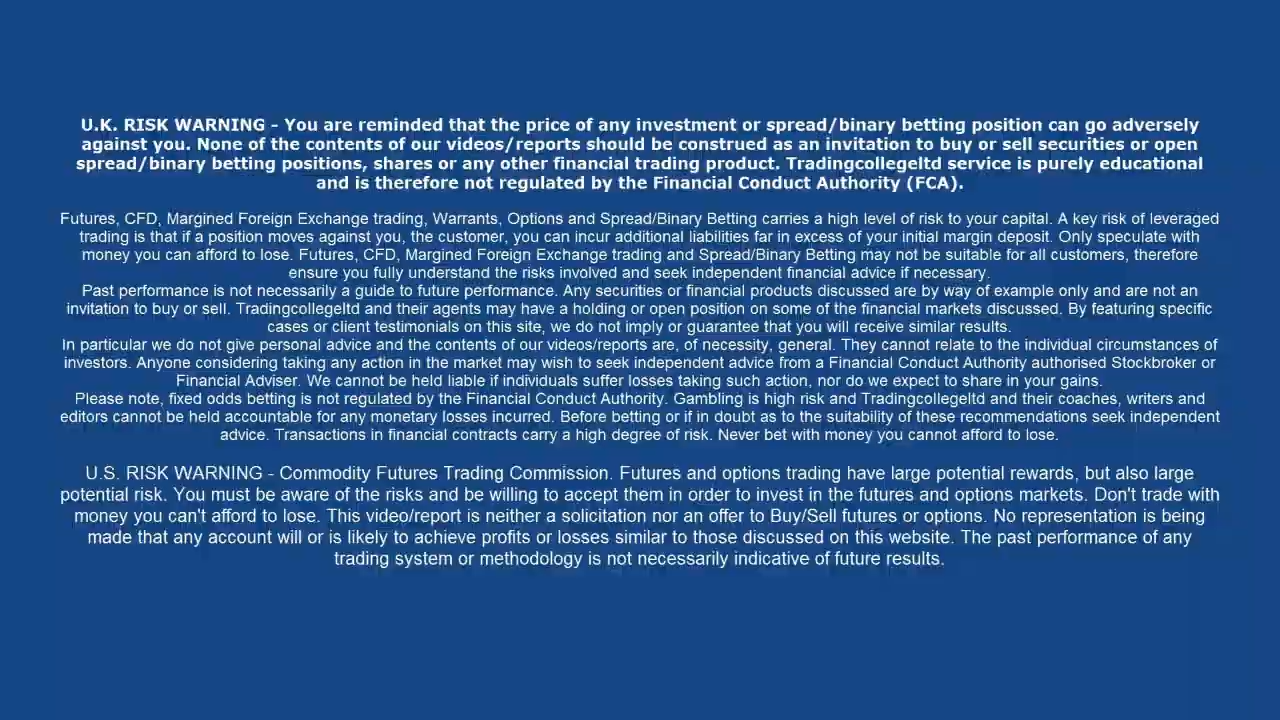 U.K. RISK WARNING - You are reminded that the price of any investment or spread/binary betting position can go adversely
against you. None of the contents of our videos/reports should be construed as an invitation to buy or sell securities or open
spread/binary betting positions, shares or any other financial trading product. Tradingcollegeltd service is purely educational
and is therefore not regulated by the Financial Conduct Authority (FCA).
Futures, CFD, Margined Foreign Exchange trading, Warrants, Options and Spread/Binary Betting carries a high level of risk to your capital. A key risk of leveraged
trading is that if a position moves against you, the customer, you can incur additional liabilities far in excess of your initial margin deposit. Only speculate with
money you can afford to lose. Futures, CFD, Margined Foreign Exchange trading and Spread/Binary Betting may not be suitable for all customers, therefore
ensure you fully understand the risks involved and seek independent financial advice if necessary.
Past performance is not necessarily a guide to future performance. Any securities or financial products discussed are by way of example only and are not an
invitation to buy or sell. Tradingcollegeltd and their agents may have a holding or open position on some of the financial markets discussed. By featuring specific
cases or client testimonials on this site, we do not imply or guarantee that you will receive similar results.
In particular we do not give personal advice and the contents of our videos/reports are, of necessity, general. They cannot relate to the individual circumstances of
investors. Anyone considering taking any action in the market may wish to seek independent advice from a Financial Conduct Authority authorised Stockbroker or
Financial Adviser. We cannot be held liable if individuals suffer losses taking such action, nor do we expect to share in your gains.
Please note, fixed odds betting is not regulated by the Financial Conduct Authority. Gambling is high risk and Tradingcollegeltd and their coaches, writers and
editors cannot be held accountable for any monetary losses incurred. Before betting or if in doubt as to the suitability of these recommendations seek independent
advice. Transactions in financial contracts carry a high degree of risk. Never bet with money you cannot afford to lose.
U.S. RISK WARNING - Commodity Futures Trading Commission. Futures and options trading have large potential rewards, but also large
potential risk. You must be aware of the risks and be willing to accept them in order to invest in the futures and options markets. Don't trade with
money you can't afford to lose. This video/report is neither a solicitation nor an offer to Buy/Sell futures or options. No representation is being
made that any account will or is likely to achieve profits or losses similar to those discussed on this website. The past performance of any
trading system or methodology is not necessarily indicative of future results.